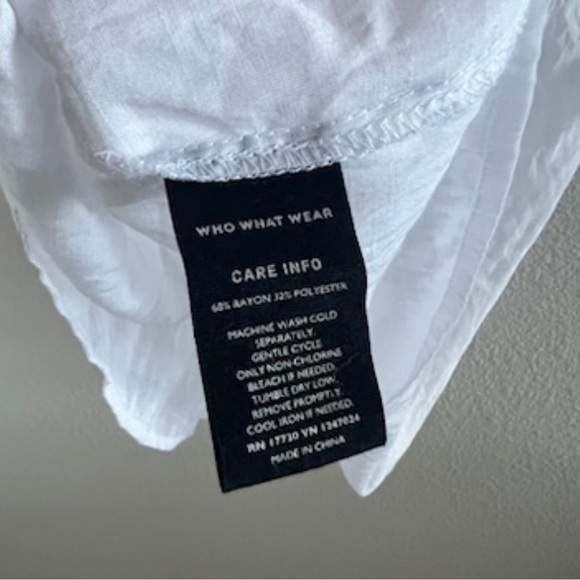 WHO WHAT WEAR
CARE INFO
68% RAYON 32% POLYESTER
MACHINE WASH COLD
SEPARATELY.
GENTLE CYCLE
ONLY NON-CHLORINE
BLEACH IF NEEDED.
TUMBLE DRY LOW.
REMOVE PROMPTLY.
COOL IRON IF NEEDED.
RN 17730 VN 1247024
MADE IN CHINA